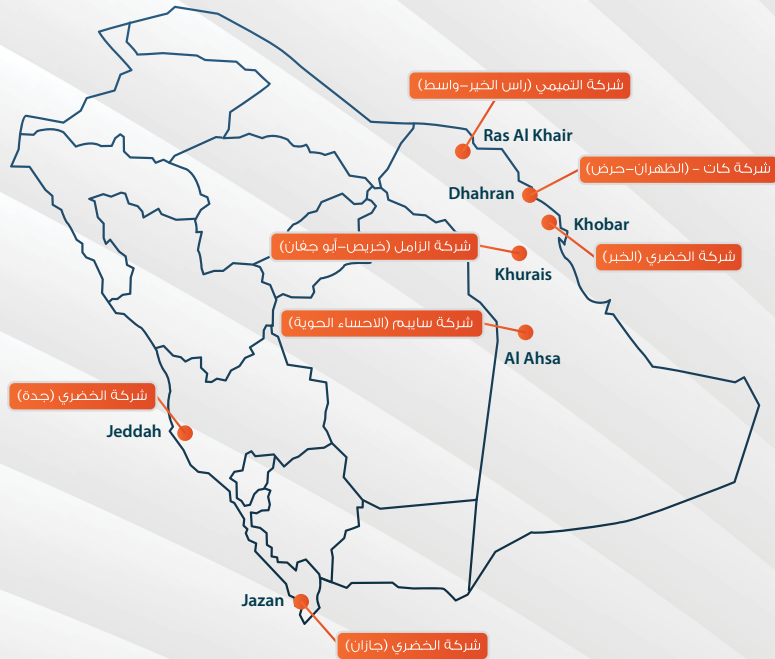 شركة التميمي (راس الخير-واسط)
Ras Al Khair
شركة كات - (الظهران-حرض)
Dhahran
Khobar
شركة الزامل (خريص-أبو جفان)
شركة الخضري (الخبر)
Khurais
شركة سايبم (الاحساء الحوية)
Al Ahsa
شركة الخضري (جدة)
Jeddah
Jazan
شركة الخضري (جازان)